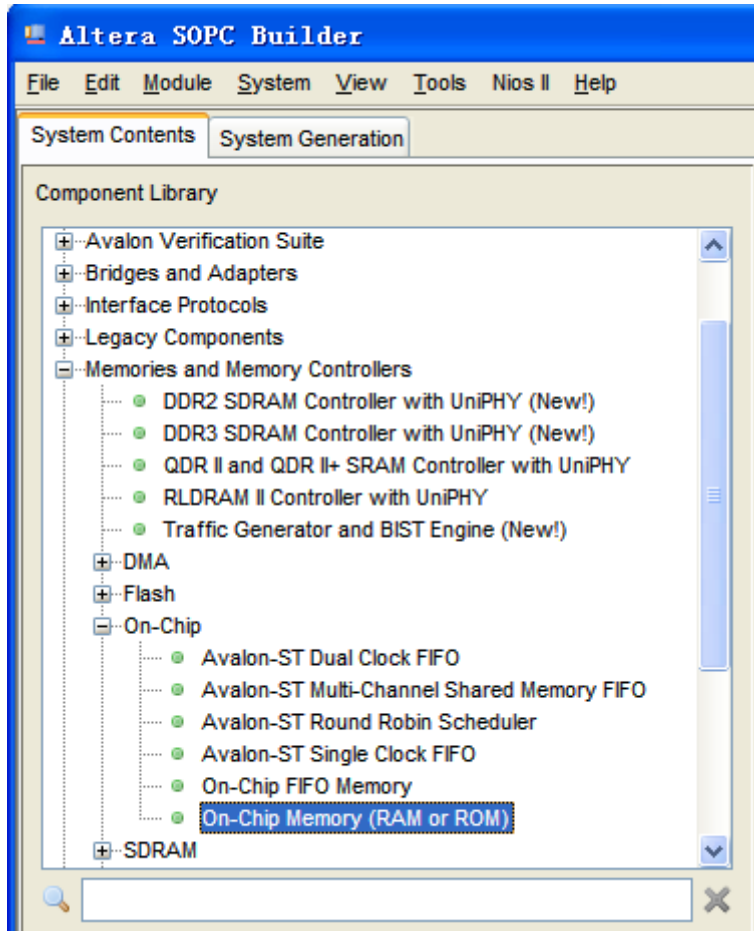 Altera SOPC Builder
File Edit Module System View Tools Nios II Help
System Contents System Generation
Component Library
Avalon Verification Suite
Bridges and Adapters
Interface Protocols
Legacy Components
Memories and Memory Controllers
DDR2 SDRAM Controller with UniPHY (New!)
DDR3 SDRAM Controller with UniPHY (New!)
QDR II and QDR II+ SRAM Controller with UniPHY
RLDRAM II Controller with UniPHY
Traffic Generator and BIST Engine (New!)
DMA
Flash
On-Chip
Avalon-ST Dual Clock FIFO
Avalon-ST Multi-Channel Shared Memory FIFO
Avalon-ST Round Robin Scheduler
Avalon-ST Single Clock FIFO
On-Chip FIFO Memory
On-Chip Memory (RAM or ROM)
SDRAM